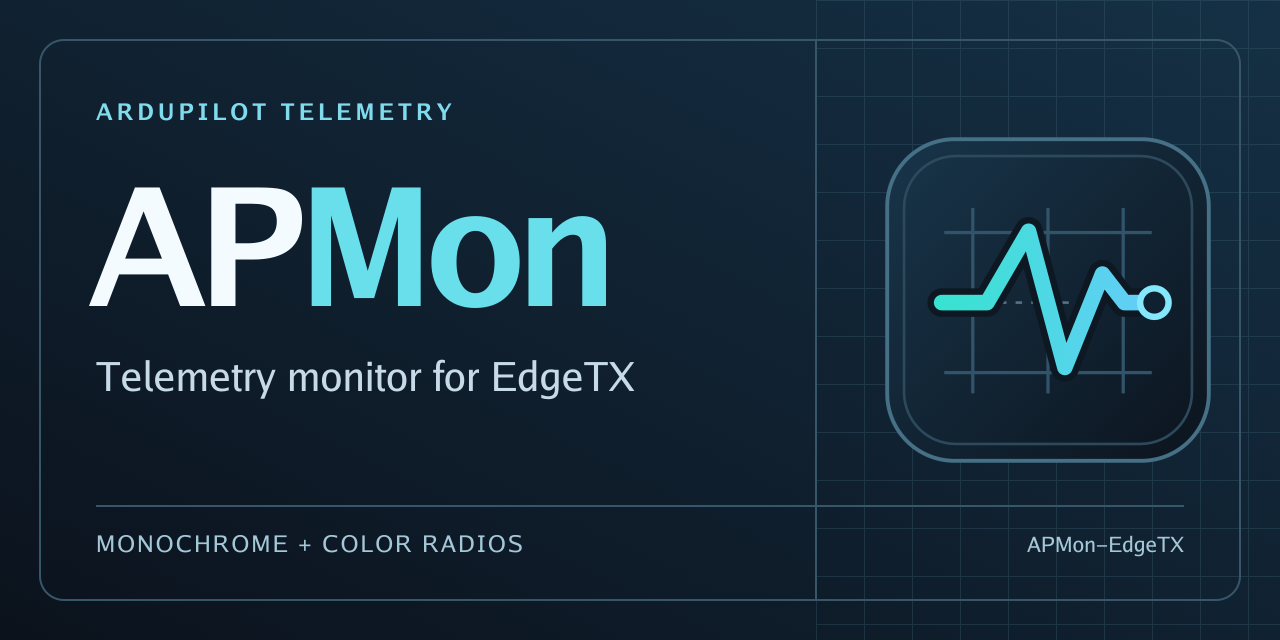 ARDUPILOT TELEMETRY
APMon
Telemetry monitor for EdgeTX
MONOCHROME + COLOR RADIOS
APMon–EdgeTX